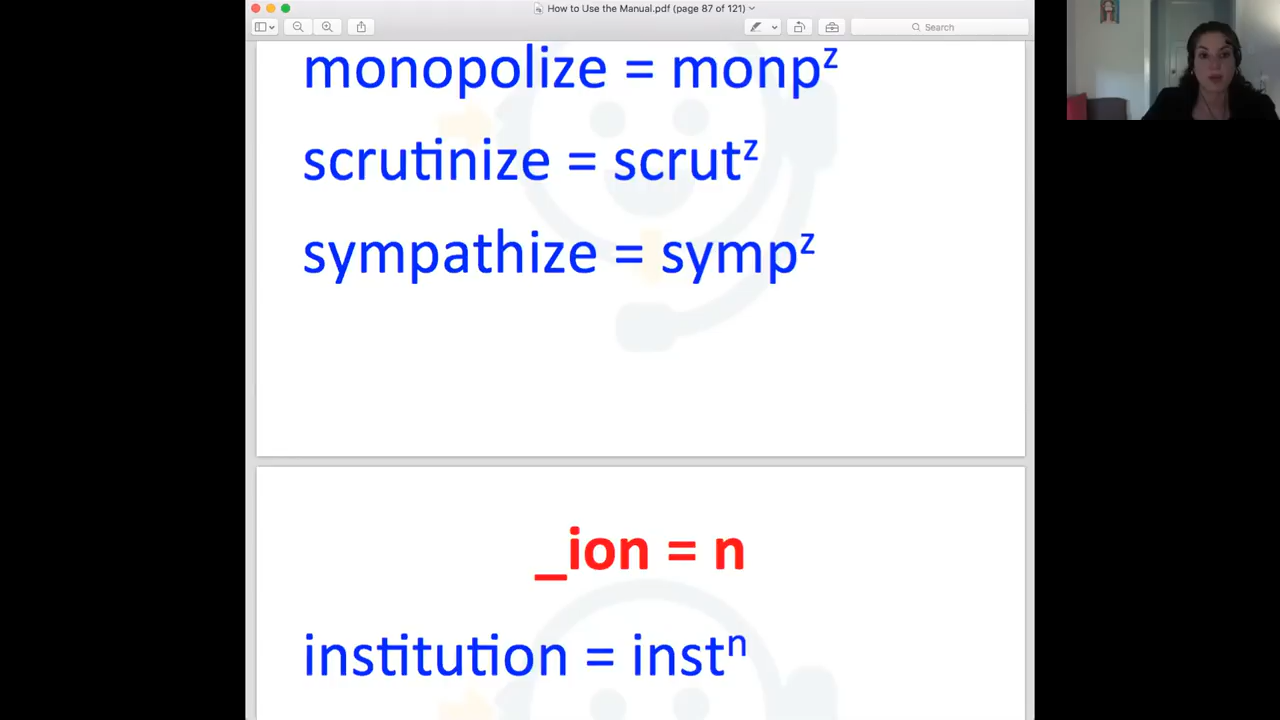 How to Use the Manual.pdf (page 87 of 121)
Search
monopolize = monpᶻ
scrutinize = scrutᶻ
sympathize = sympᶻ
_ion = n
institution = instⁿ